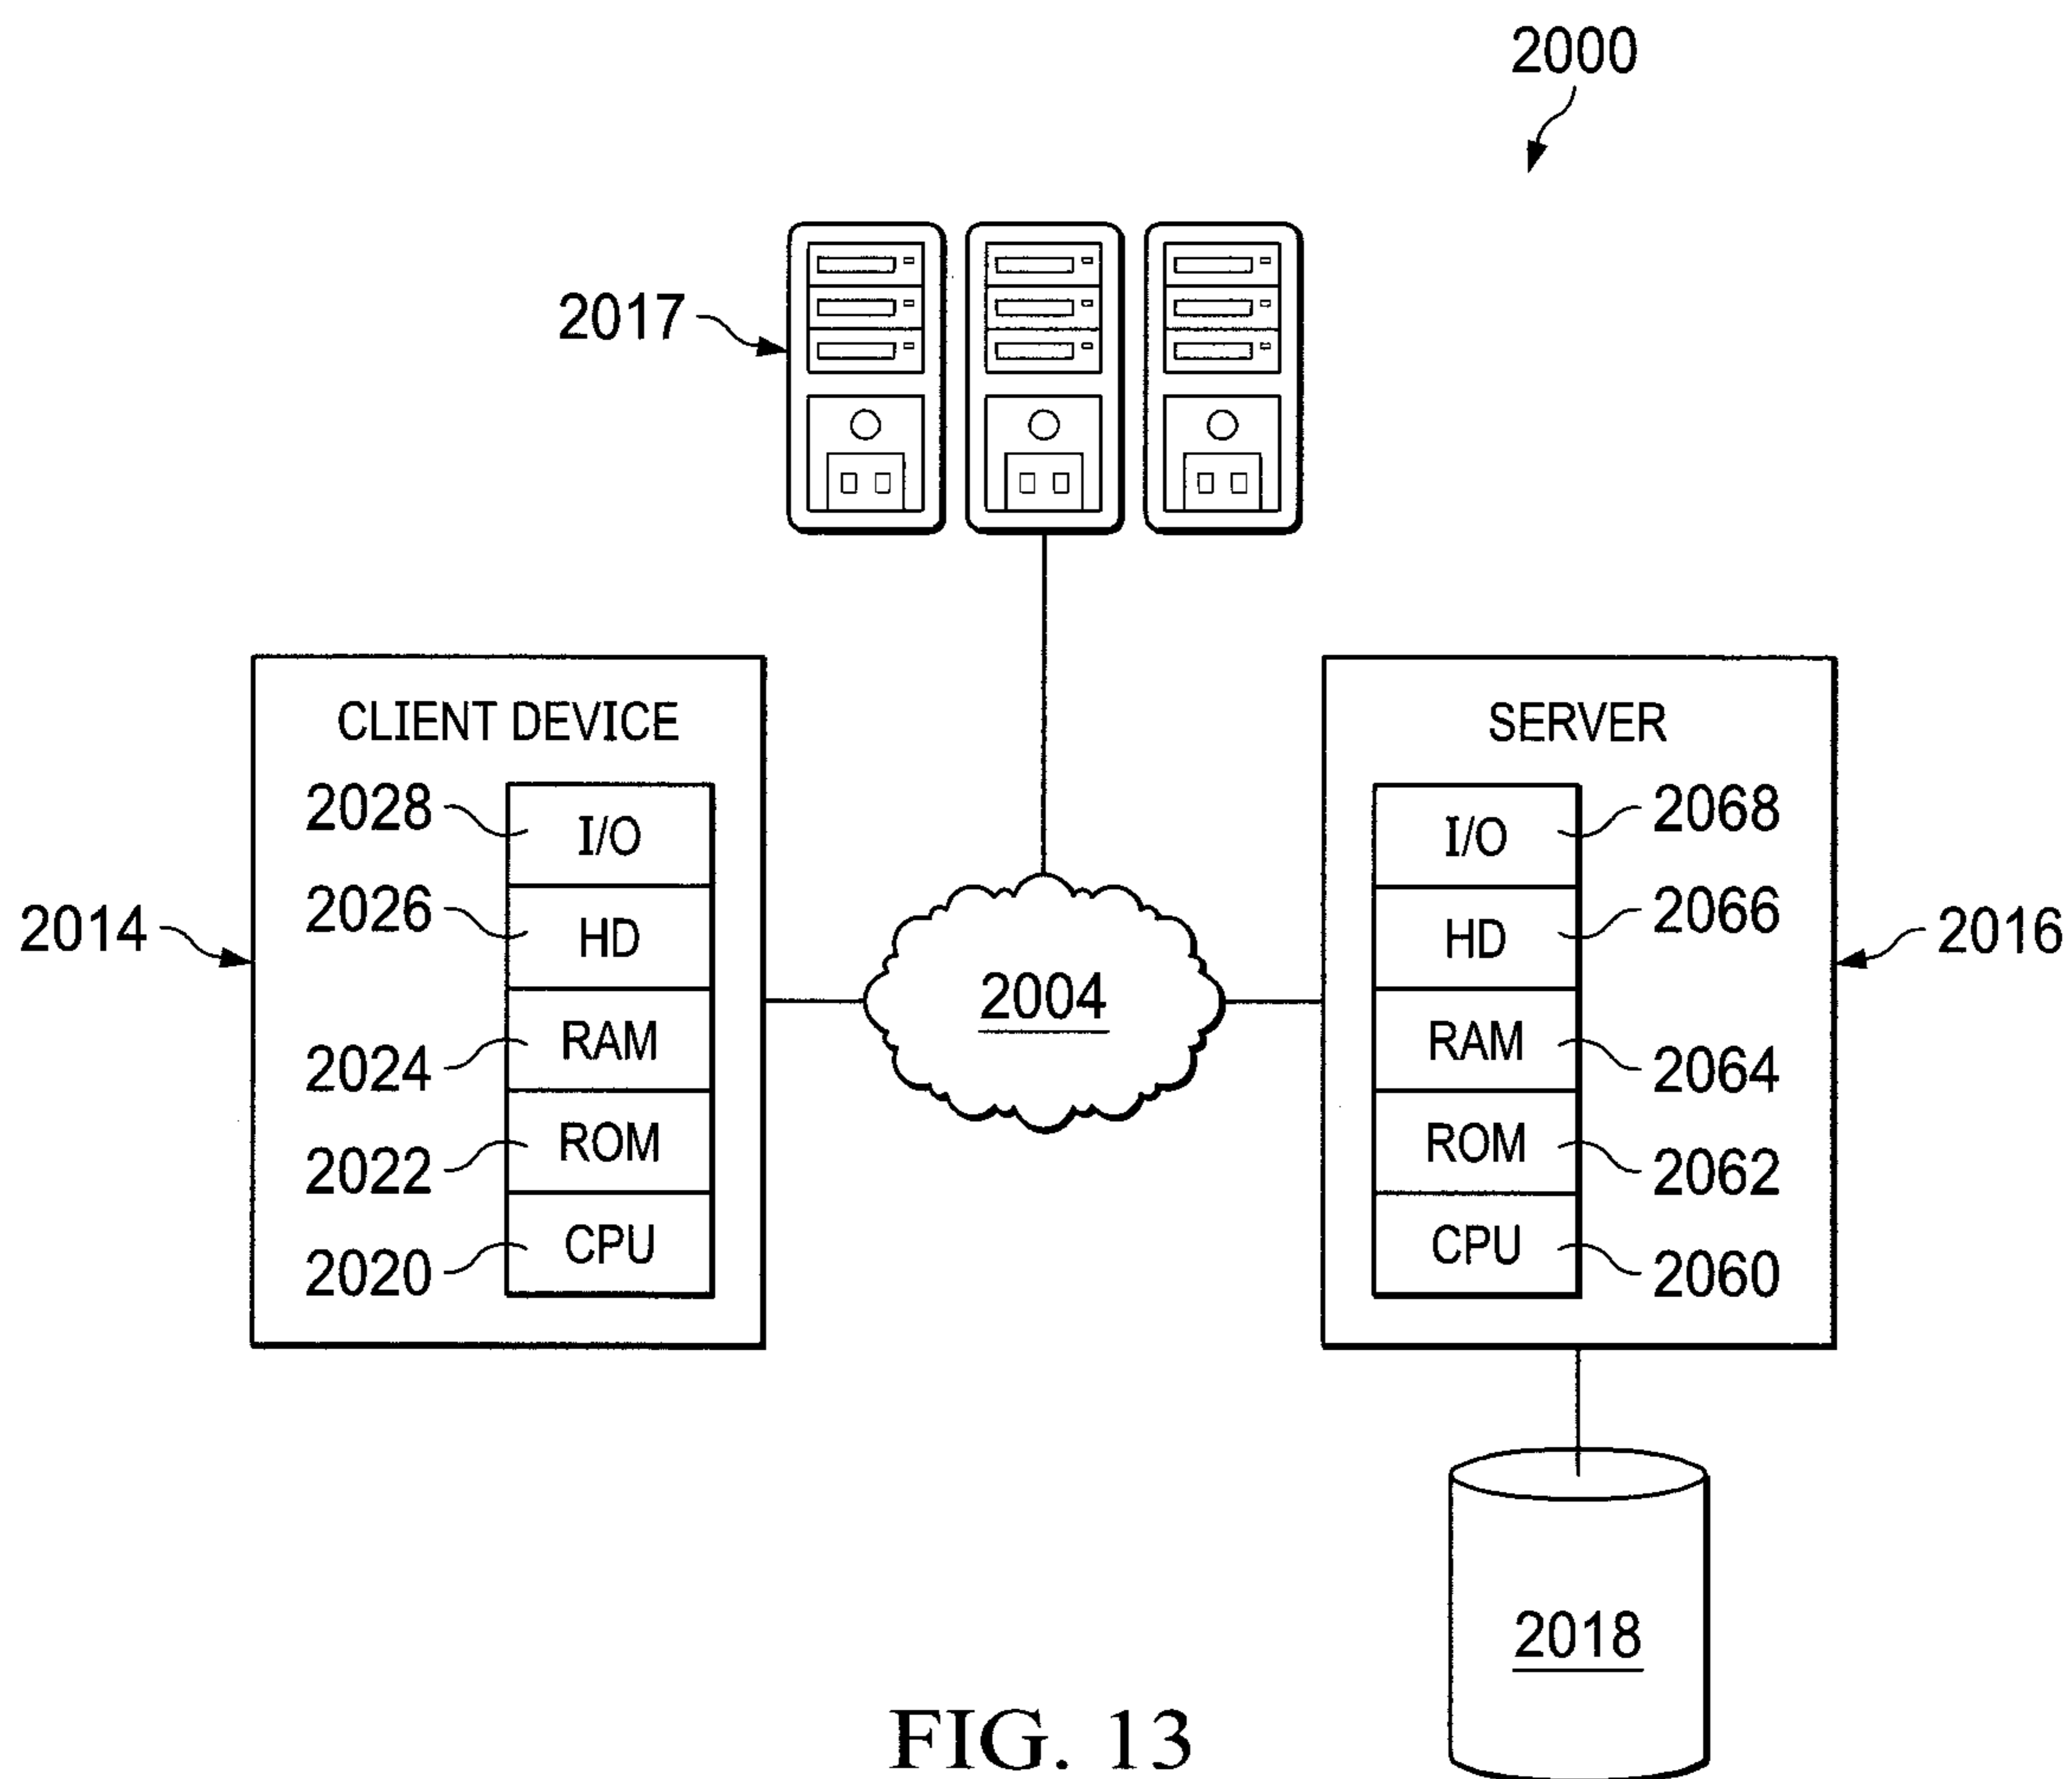 2000
2017
CLIENT DEVICE
2028 I/O
2026 HD
2024 RAM
2022 ROM
2020 CPU
2014
2004
SERVER
I/O 2068
HD 2066
RAM 2064
ROM 2062
CPU 2060
2016
2018
FIG. 13